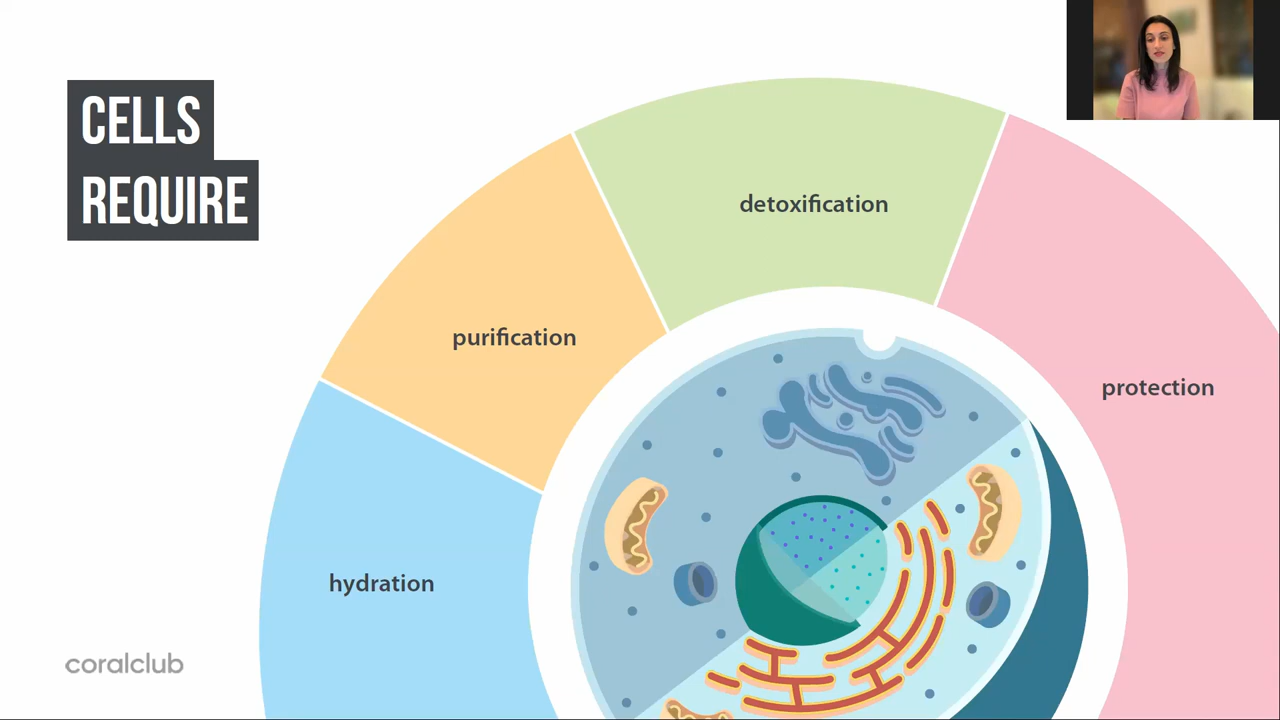 CELLS
REQUIRE
detoxification
purification
protection
hydration
coralclub